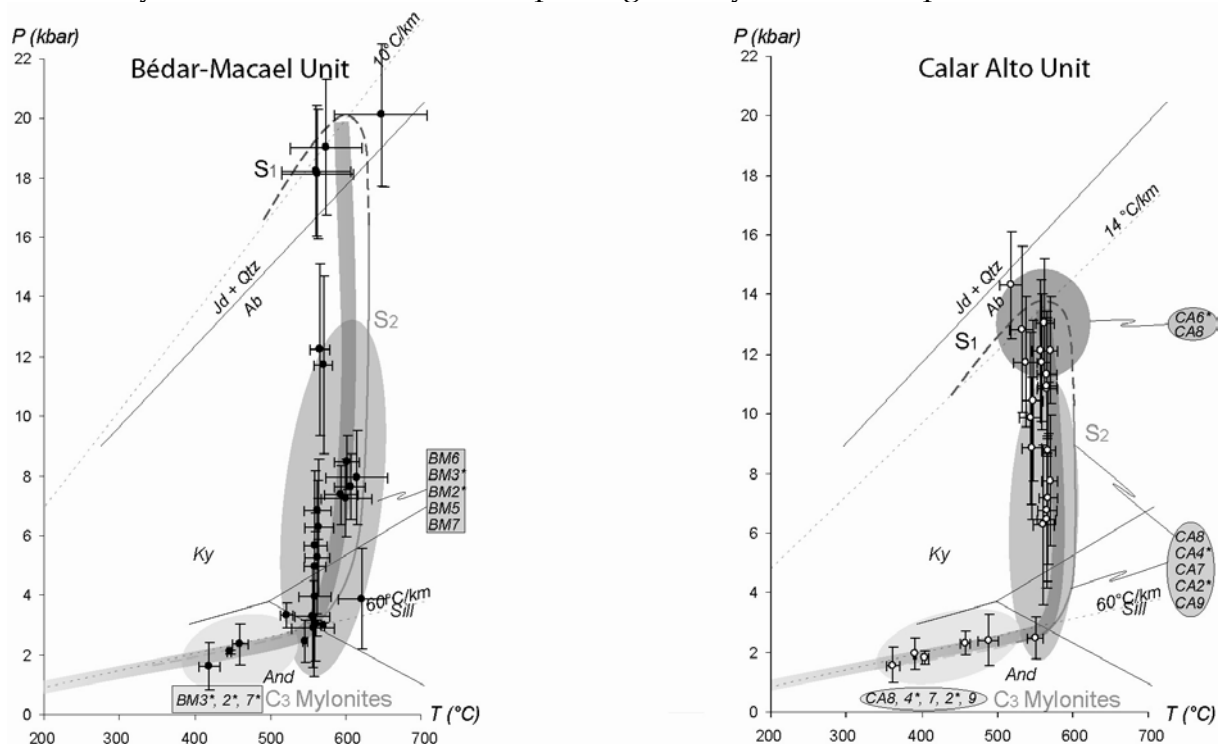 P (kbar)
Bédar-Macael Unit
22
20
18
16
14
12
10
8
6
4
2
0
10°C/km
S1
Jd + Qtz
Ab
S2
BM6
BM3*
BM2*
BM5
BM7
Ky
60°C/km
Sill
And
BM3*, 2*, 7*
C3 Mylonites
T (°C)
200 300 400 500 600 700
P (kbar)
Calar Alto Unit
22
20
18
16
14
12
10
8
6
4
2
0
14°C/km
Jd + Qtz
Ab
S1
CA6*
CA8
S2
CA8
CA4*
CA7
CA2*
CA9
Ky
60°C/km
Sill
And
CA8, 4*, 7, 2*, 9
C3 Mylonites
T (°C)
200 300 400 500 600 700